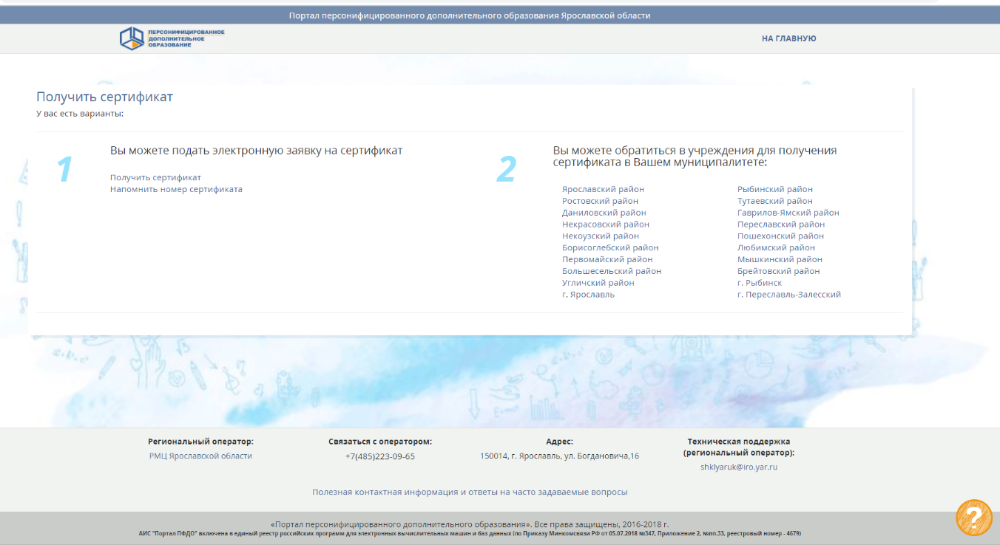 Портал персонифицированного дополнительного образования Ярославской области
ПЕРСОНИФИЦИРОВАННОЕ
ДОПОЛНИТЕЛЬНОЕ
ОБРАЗОВАНИЕ
НА ГЛАВНУЮ
Получить сертификат
У вас есть варианты:
1
Вы можете подать электронную заявку на сертификат
Получить сертификат
Напомнить номер сертификата
2
Вы можете обратиться в учреждения для получения
сертификата в Вашем муниципалитете:
Ярославский район
Ростовский район
Даниловский район
Некрасовский район
Некоузский район
Борисоглебский район
Первомайский район
Большесельский район
Угличский район
г. Ярославль
Рыбинский район
Тутаевский район
Гаврилов-Ямский район
Переславский район
Пошехонский район
Любимский район
Мышкинский район
Брейтовский район
г. Рыбинск
г. Переславль-Залесский
Региональный оператор:
РМЦ Ярославской области
Связаться с оператором:
+7(485)223-09-65
Адрес:
150014, г. Ярославль, ул. Богдановича,16
Техническая поддержка
(региональный оператор):
shklyaruk@iro.yar.ru
Полезная контактная информация и ответы на часто задаваемые вопросы
?
«Портал персонифицированного дополнительного образования». Все права защищены, 2016-2018 г.
АИС "Портал ПФДО" включена в единый реестр российских программ для электронных вычислительных машин и баз данных (по Приказу Минкомсвязи РФ от 05.07.2018 №347, Приложение 2, №пп.33, реестровый номер - 4679)